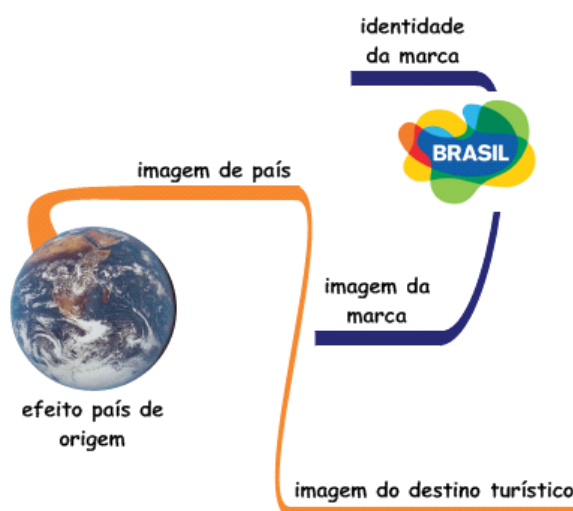 identidade
da marca
BRASIL
imagem de país
imagem da
marca
efeito país de
origem
imagem do destino turístico